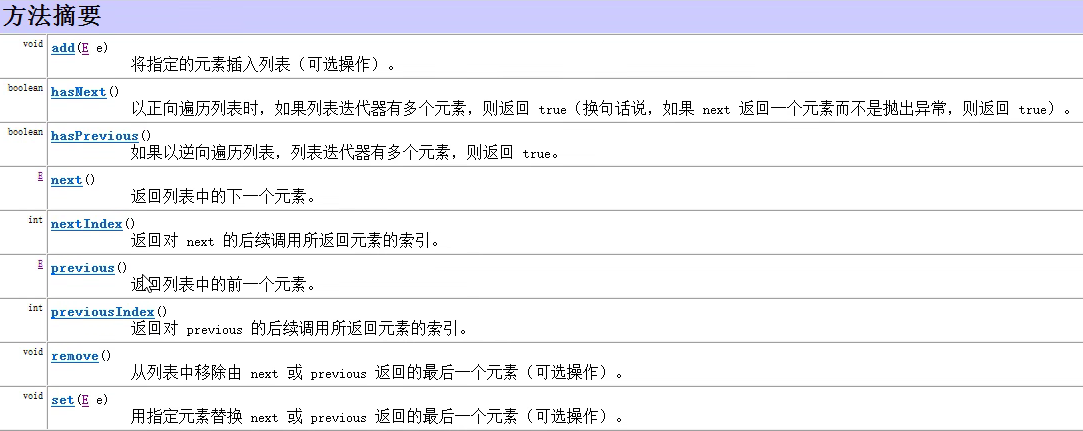 方法摘要
void add(E e)
将指定的元素插入列表（可选操作）。
boolean hasNext()
以正向遍历列表时，如果列表迭代器有多个元素，则返回 true（换句话说，如果 next 返回一个元素而不是抛出异常，则返回 true）。
boolean hasPrevious()
如果以逆向遍历列表，列表迭代器有多个元素，则返回 true。
E next()
返回列表中的下一个元素。
int nextIndex()
返回对 next 的后续调用所返回元素的索引。
E previous()
返回列表中的前一个元素。
int previousIndex()
返回对 previous 的后续调用所返回元素的索引。
void remove()
从列表中移除由 next 或 previous 返回的最后一个元素（可选操作）。
void set(E e)
用指定元素替换 next 或 previous 返回的最后一个元素（可选操作）。